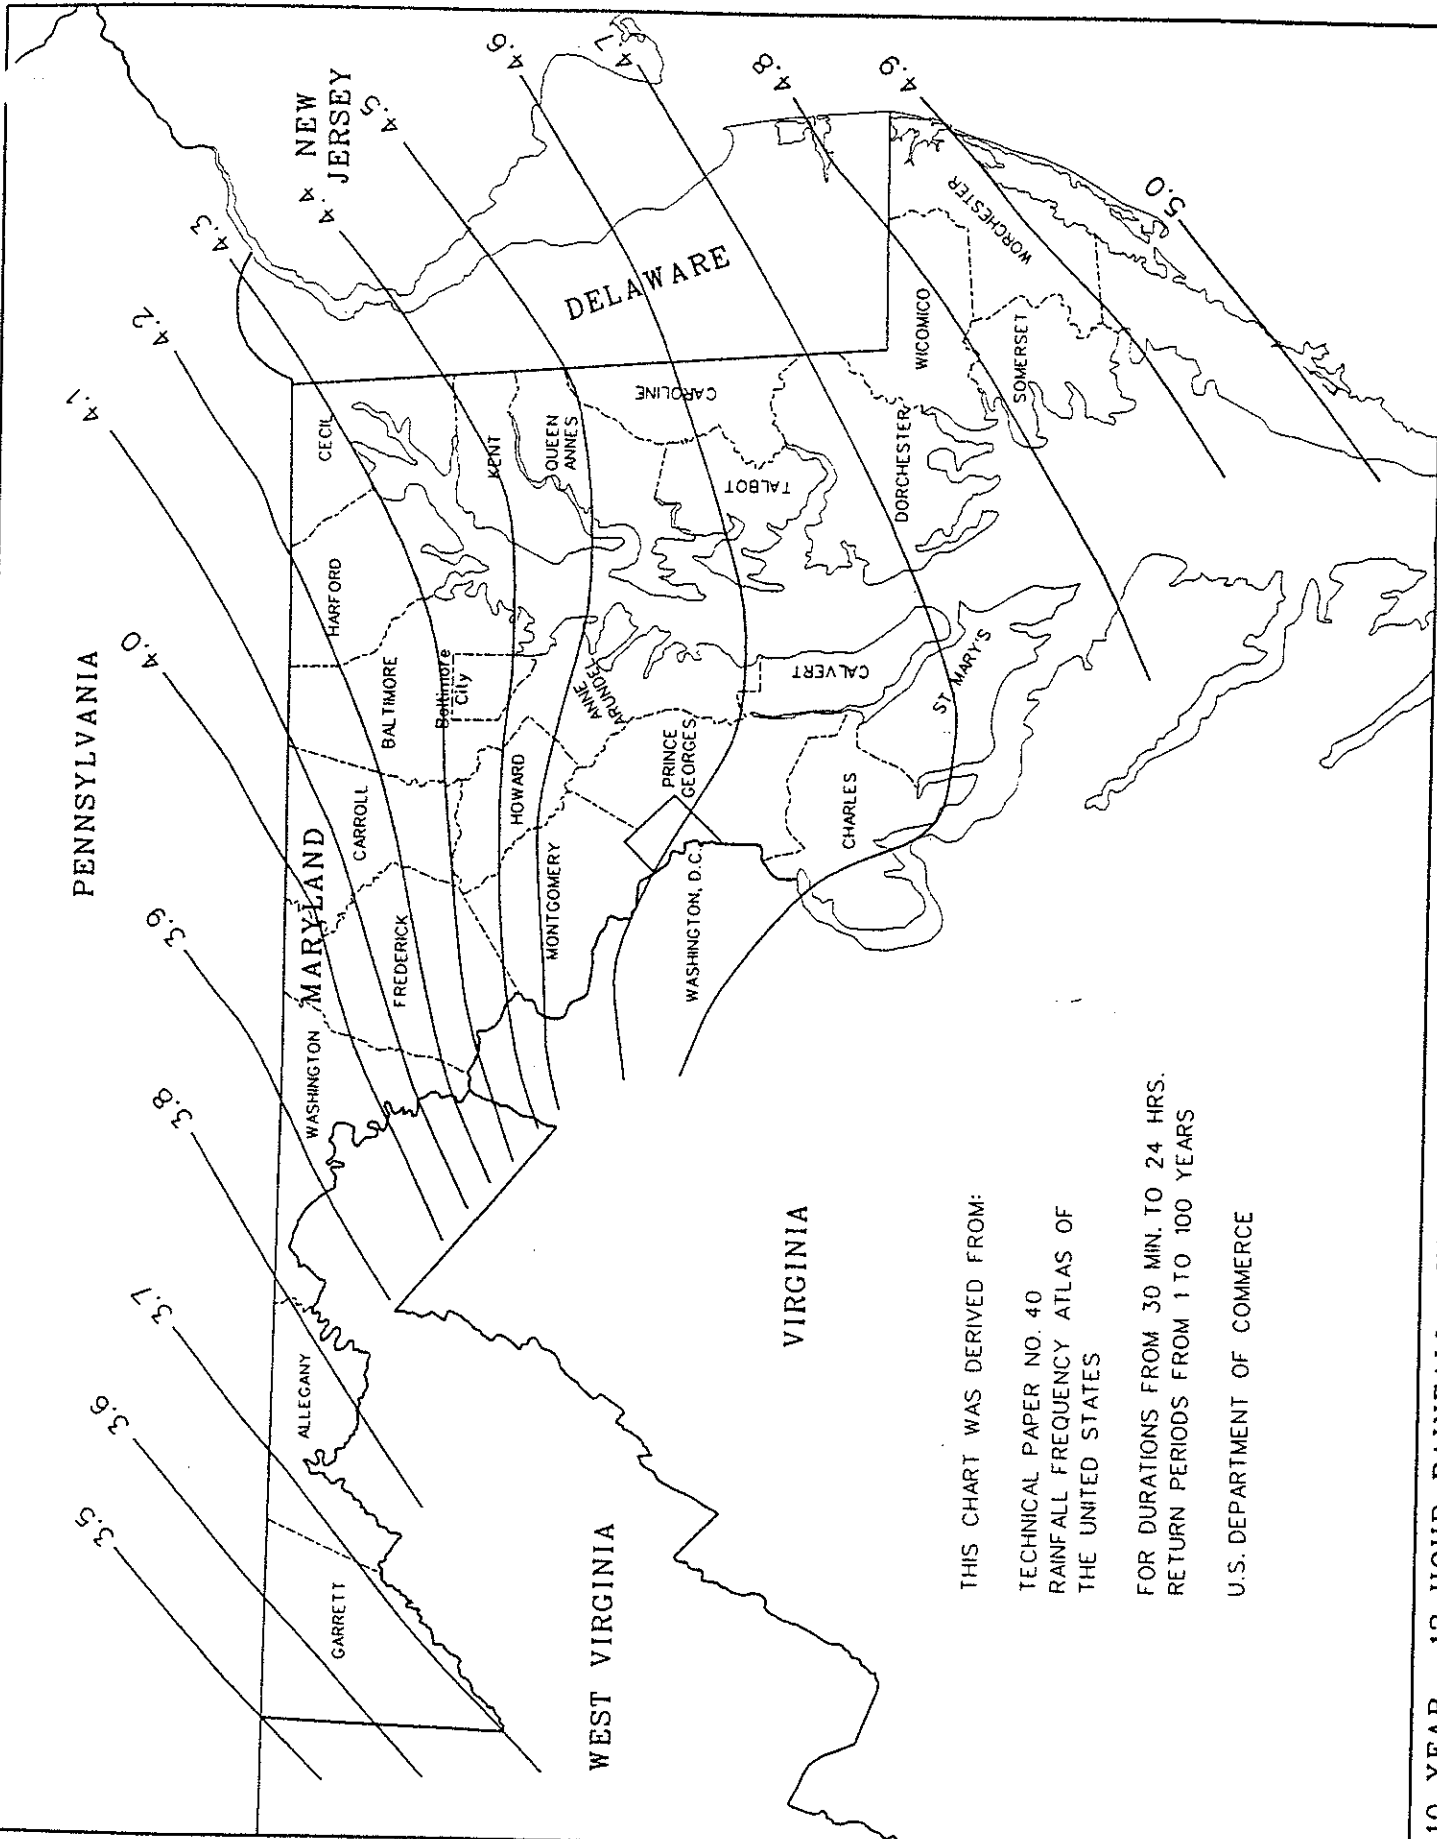 PENNSYLVANIA
NEW
JERSEY
MARYLAND
DELAWARE
VIRGINIA
WEST VIRGINIA
3.5
3.6
3.7
3.8
3.9
4.0
4.1
4.2
4.3
4.4
4.5
4.6
4.7
4.8
4.9
5.0
GARRETT
ALLEGANY
WASHINGTON
FREDERICK
CARROLL
BALTIMORE
Baltimore
City
HARFORD
CECIL
KENT
QUEEN
ANNES
HOWARD
MONTGOMERY
ANNE
ARUNDEL
PRINCE
GEORGES
WASHINGTON, D.C.
CHARLES
CALVERT
ST MARY'S
TALBOT
CAROLINE
DORCHESTER
WICOMICO
SOMERSET
WORCHESTER
THIS CHART WAS DERIVED FROM:
TECHNICAL PAPER NO. 40
RAINFALL FREQUENCY ATLAS OF
THE UNITED STATES
FOR DURATIONS FROM 30 MIN. TO 24 HRS.
RETURN PERIODS FROM 1 TO 100 YEARS
U.S. DEPARTMENT OF COMMERCE
10 YEAR 12 HOUR RAINFALL